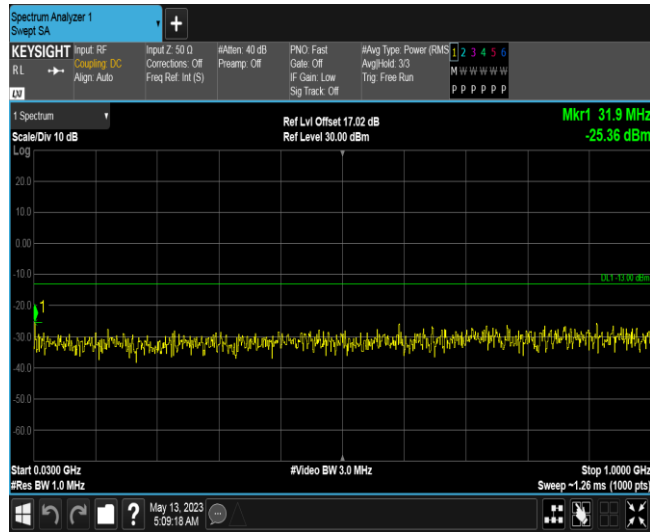 Spectrum Analyzer 1
Swept SA
+
KEYSIGHT Input: RF Input Z: 50 Ω #Atten: 40 dB PNO: Fast #Avg Type: Power (RMS 1 2 3 4 5 6
RL Coupling: DC Corrections: Off Preamp: Off Gate: Off Avg|Hold: 3/3 M W W W W W
Align: Auto Freq Ref: Int (S) IF Gain: Low Trig: Free Run
LXI Sig Track: Off P P P P P P
1 Spectrum Ref Lvl Offset 17.02 dB Mkr1 31.9 MHz
Scale/Div 10 dB Ref Level 30.00 dBm -25.36 dBm
Log
20.0
10.0
0.00
-10.0
DL1 -13.00 dBm
-20.0
1
-30.0
-40.0
-50.0
-60.0
Start 0.0300 GHz #Video BW 3.0 MHz Stop 1.0000 GHz
#Res BW 1.0 MHz Sweep ~1.26 ms (1000 pts)
? May 13, 2023
5:09:18 AM